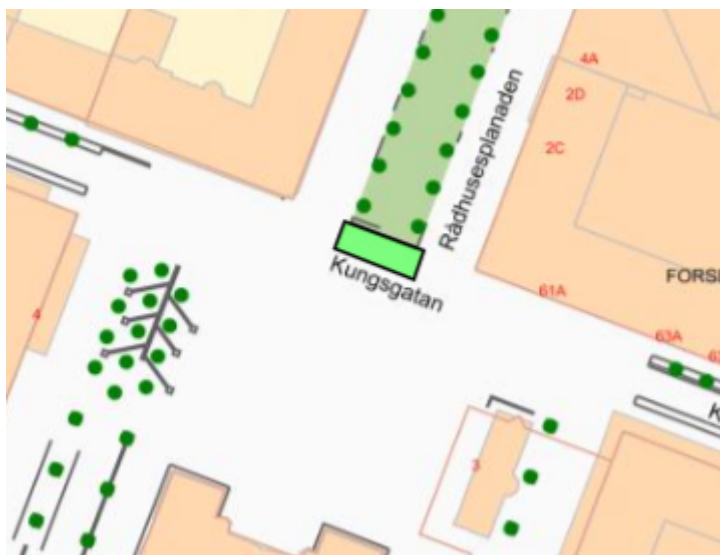 4A
2D
2C
Rådhusesplanaden
Kungsgatan
FORS
61A
4
63A
3